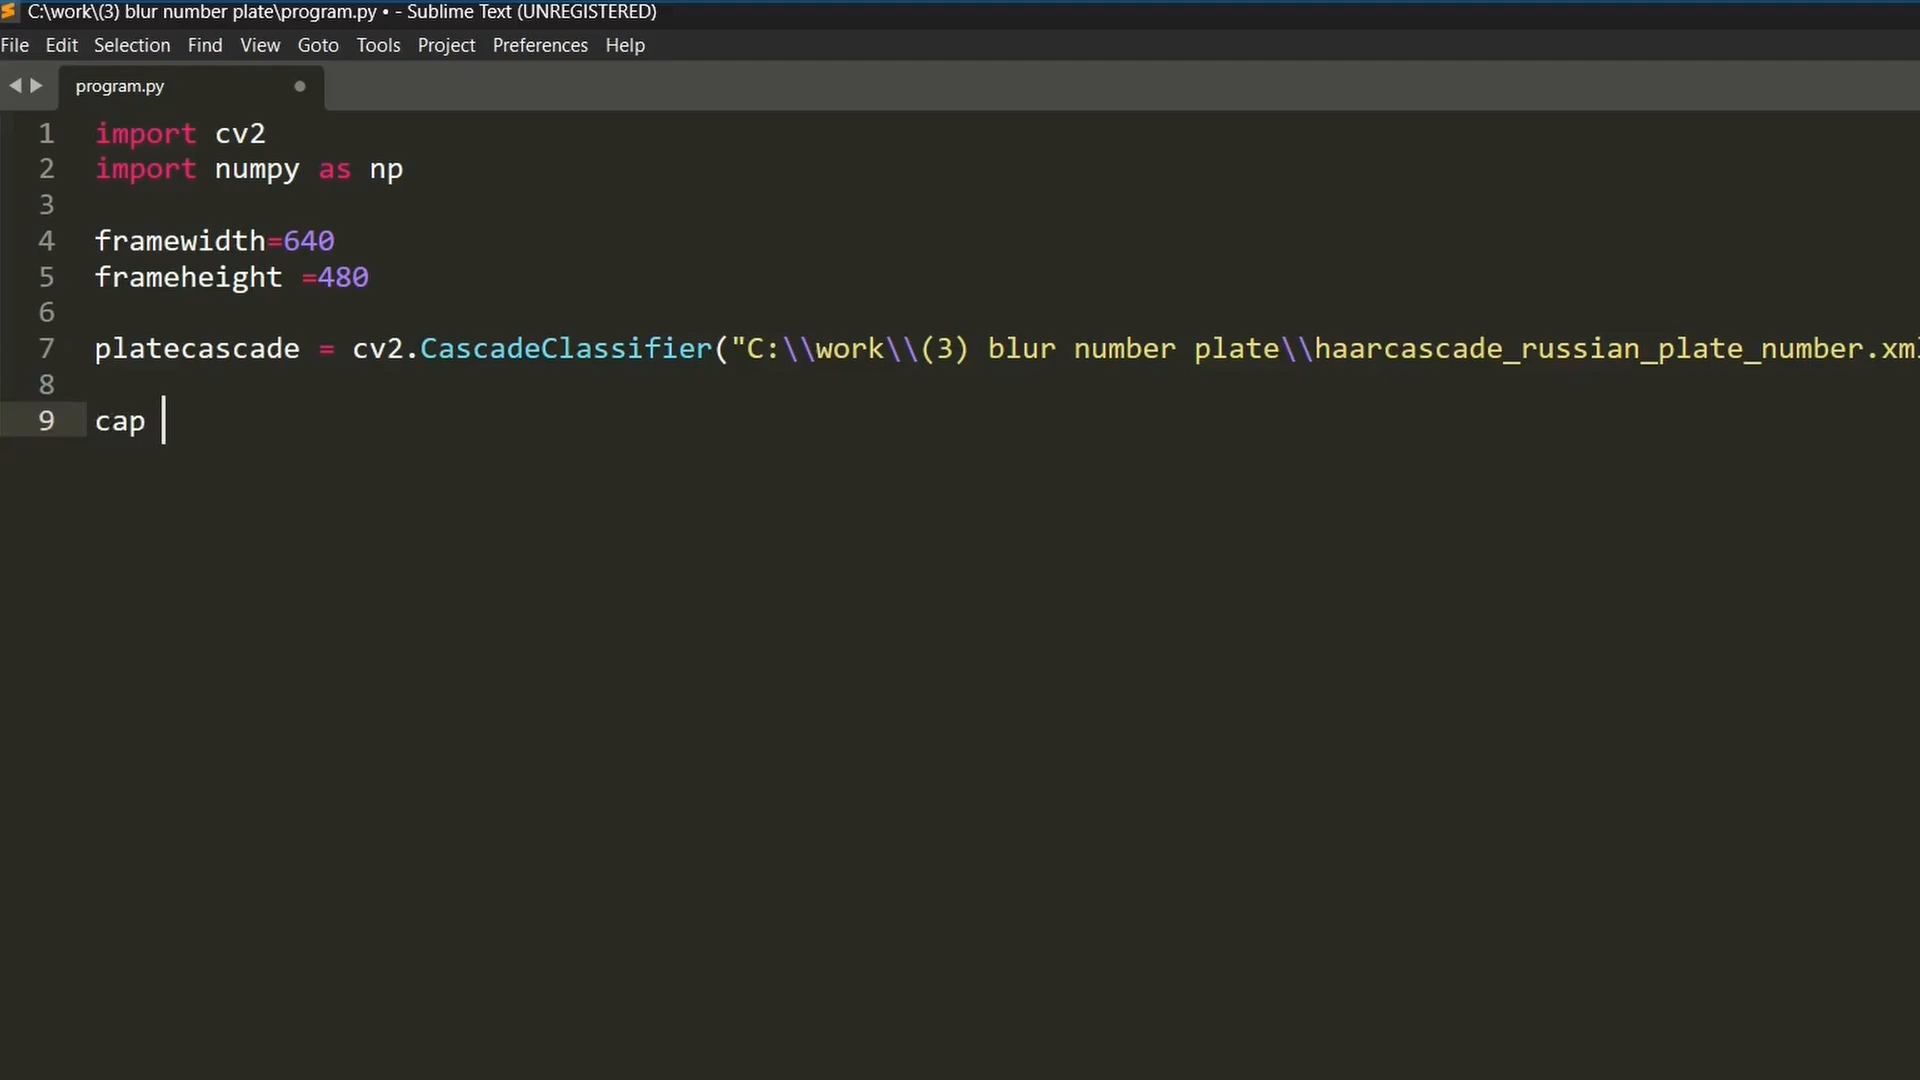 C:\work\(3) blur number plate\program.py • - Sublime Text (UNREGISTERED)
File Edit Selection Find View Goto Tools Project Preferences Help
program.py
1 import cv2
2 import numpy as np
3
4 framewidth=640
5 frameheight =480
6
7 platecascade = cv2.CascadeClassifier("C:\\work\\(3) blur number plate\\haarcascade_russian_plate_number.xml
8
9 cap